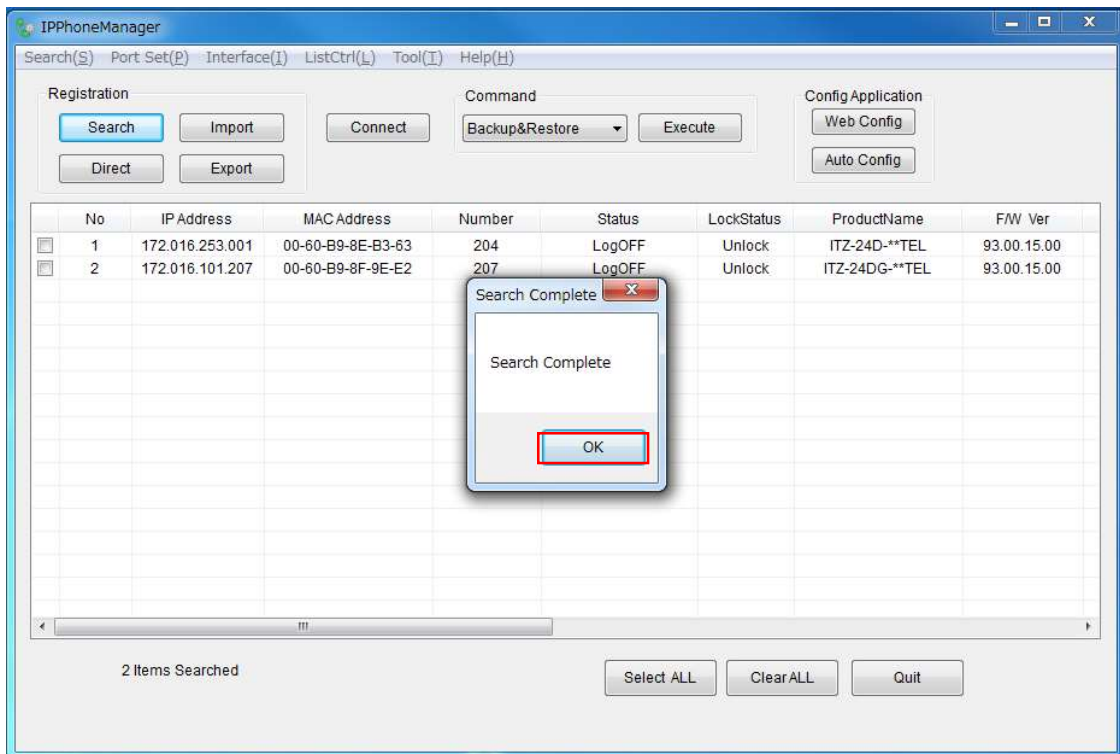 IPPhoneManager
Search(S) Port Set(P) Interface(I) ListCtrl(L) Tool(T) Help(H)
Registration Command Config Application
Search Import Connect Backup&Restore Execute Web Config
Direct Export Auto Config
No IP Address MAC Address Number Status LockStatus ProductName F/W Ver
1 172.016.253.001 00-60-B9-8E-B3-63 204 LogOFF Unlock ITZ-24D-**TEL 93.00.15.00
2 172.016.101.207 00-60-B9-8F-9E-E2 207 LogOFF Unlock ITZ-24DG-**TEL 93.00.15.00
Search Complete
Search Complete
OK
2 Items Searched Select ALL Clear ALL Quit